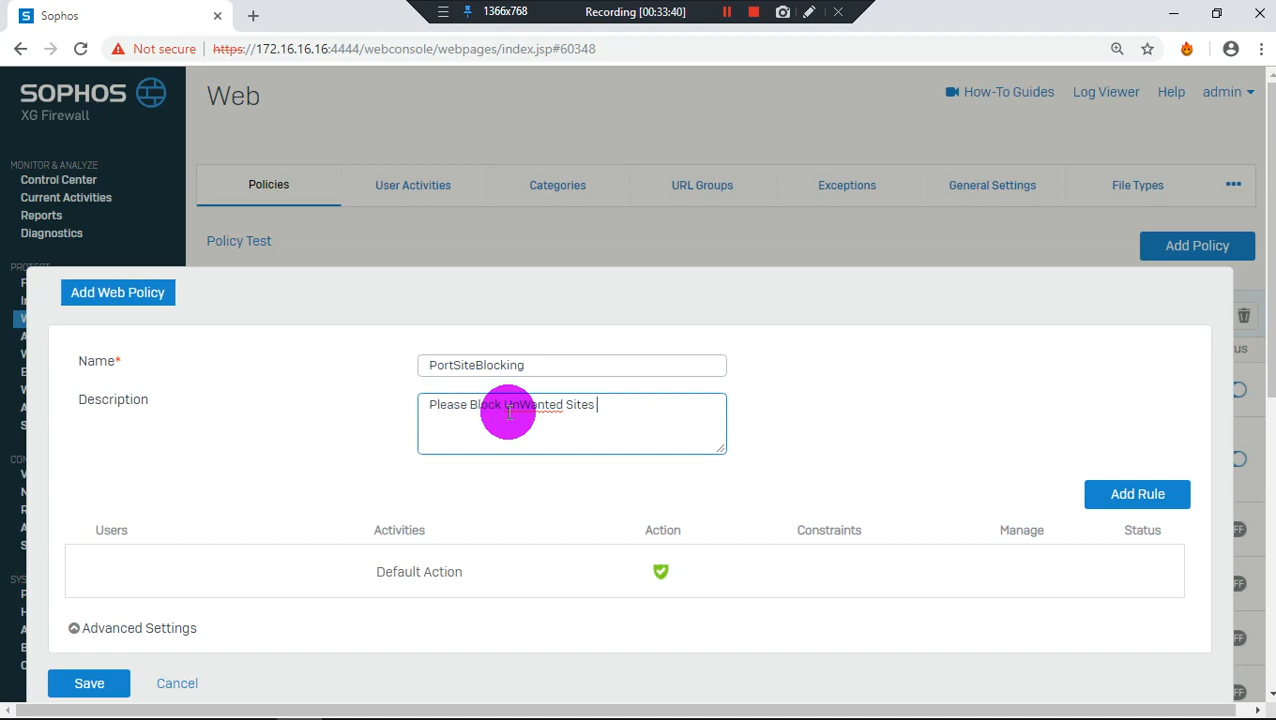 Sophos
1366x768
Recording [00:33:40]
Not secure
https://172.16.16.16:4444/webconsole/webpages/index.jsp#60348
SOPHOS
XG Firewall
Web
How-To Guides
Log Viewer
Help
admin
MONITOR & ANALYZE
Control Center
Current Activities
Reports
Diagnostics
Policies
User Activities
Categories
URL Groups
Exceptions
General Settings
File Types
Policy Test
Add Policy
Add Web Policy
Name*
PortSiteBlocking
Description
Please Block UnWanted Sites
Add Rule
Users
Activities
Action
Constraints
Manage
Status
Default Action
Advanced Settings
Save
Cancel